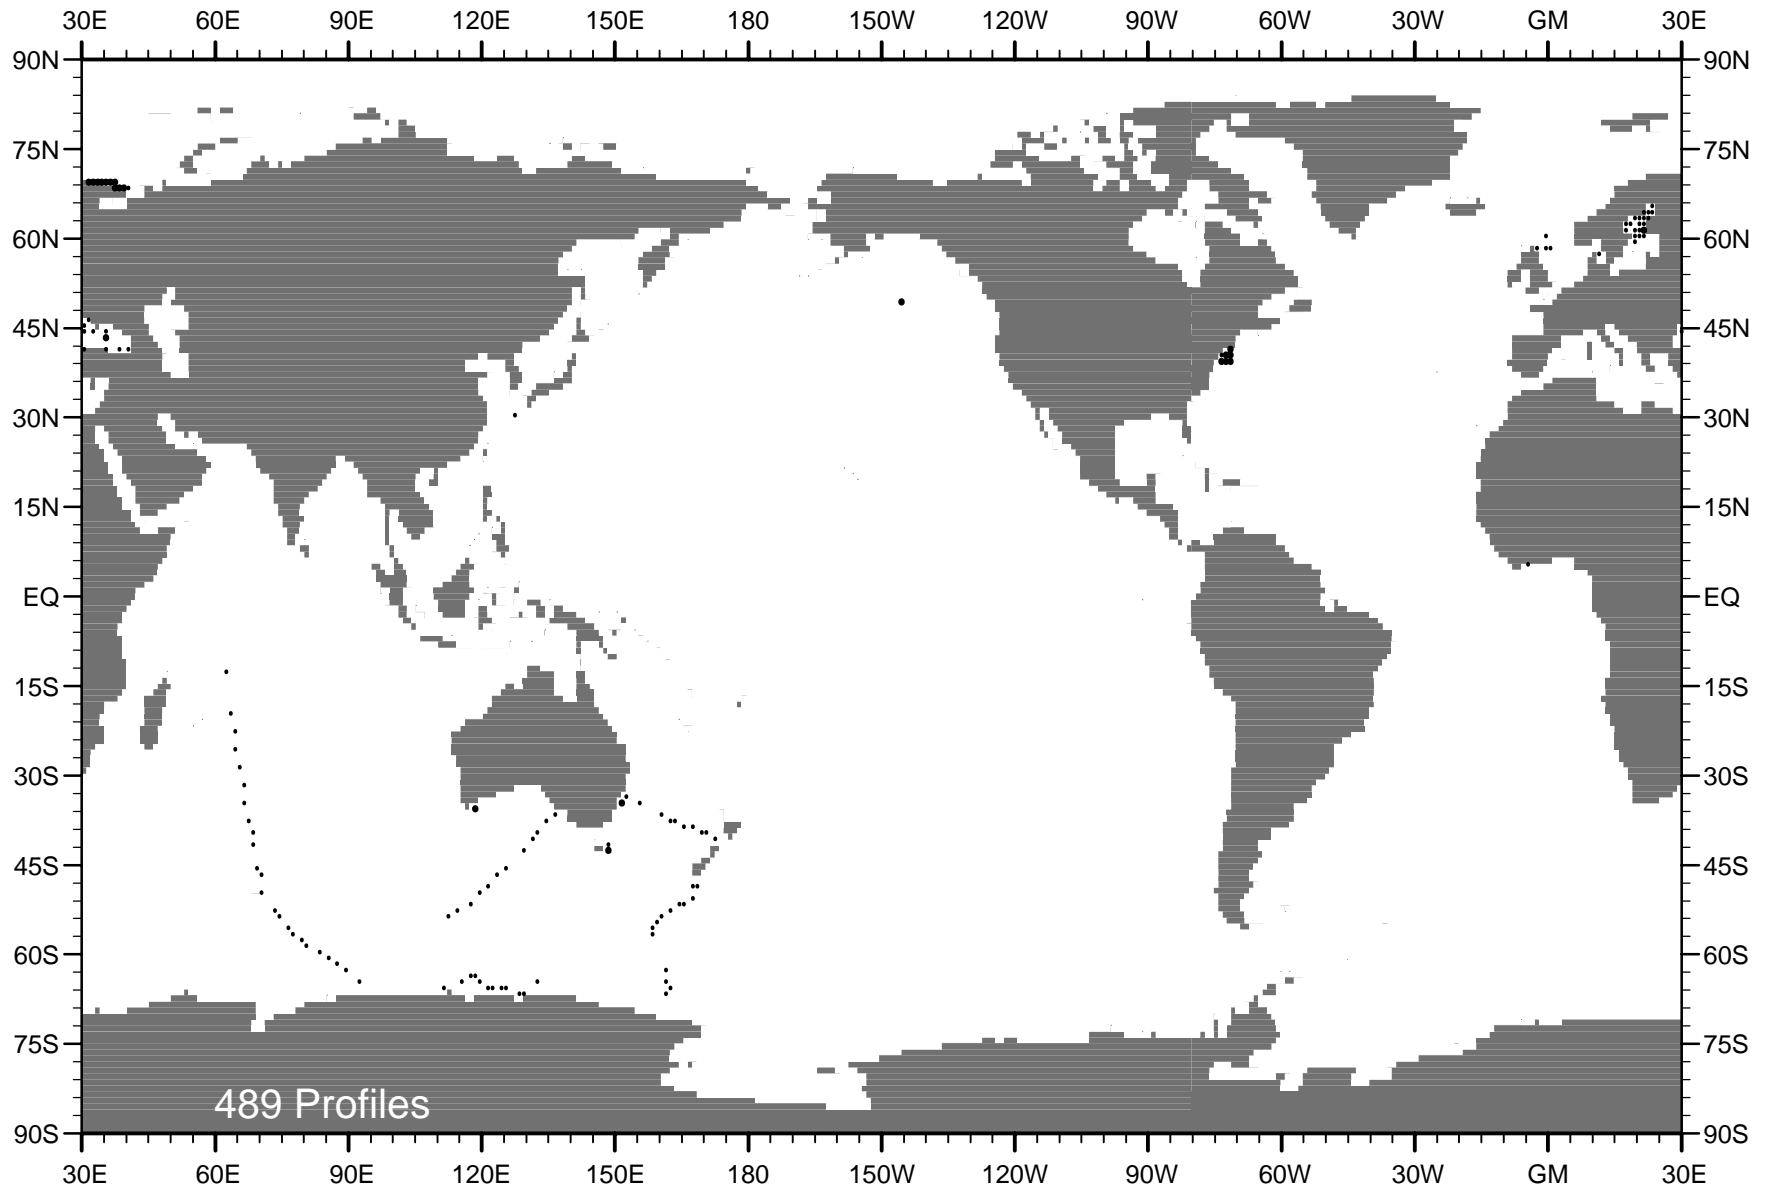 30E 60E 90E 120E 150E 180 150W 120W 90W 60W 30W GM 30E
90N 90N
75N 75N
60N 60N
45N 45N
30N 30N
15N 15N
EQ EQ
15S 15S
30S 30S
45S 45S
60S 60S
75S 75S
489 Profiles
90S 90S
30E 60E 90E 120E 150E 180 150W 120W 90W 60W 30W GM 30E